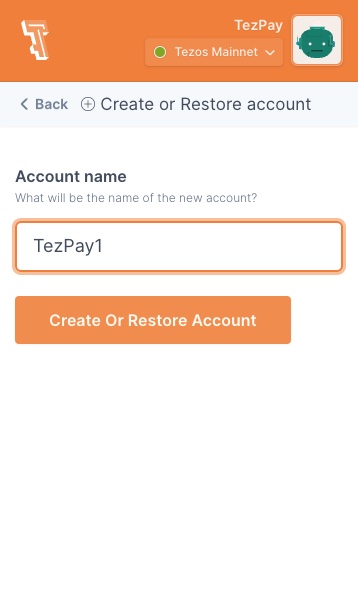 TezPay
Tezos Mainnet
Back
Create or Restore account
Account name
What will be the name of the new account?
TezPay1
Create Or Restore Account